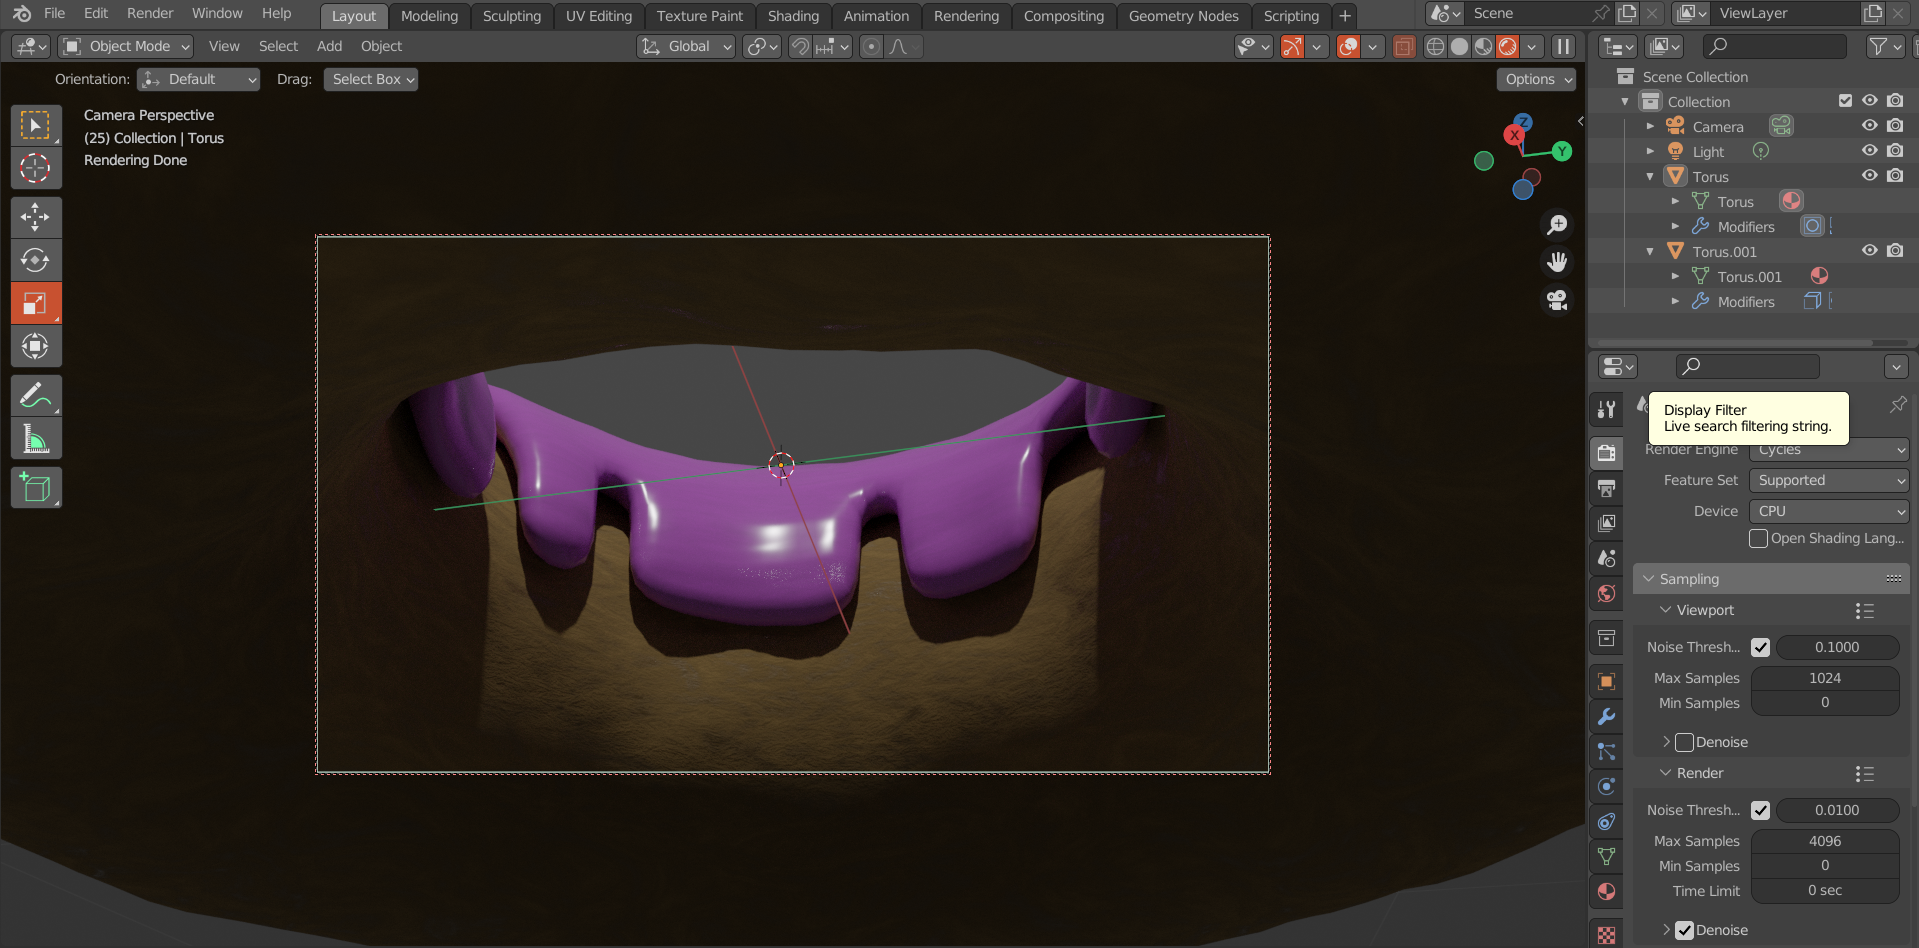 File Edit Render Window Help Layout Modeling Sculpting UV Editing Texture Paint Shading Animation Rendering Compositing Geometry Nodes Scripting + Scene ViewLayer
Object Mode View Select Add Object Global
Orientation: Default Drag: Select Box Options
Camera Perspective
(25) Collection | Torus
Rendering Done
Z
X
Y
Scene Collection
Collection
Camera
Light
Torus
Torus
Modifiers
Torus.001
Torus.001
Modifiers
Display Filter
Live search filtering string.
Render Engine Cycles
Feature Set Supported
Device CPU
Open Shading Lang...
Sampling
Viewport
Noise Thresh... 0.1000
Max Samples 1024
Min Samples 0
Denoise
Render
Noise Thresh... 0.0100
Max Samples 4096
Min Samples 0
Time Limit 0 sec
Denoise